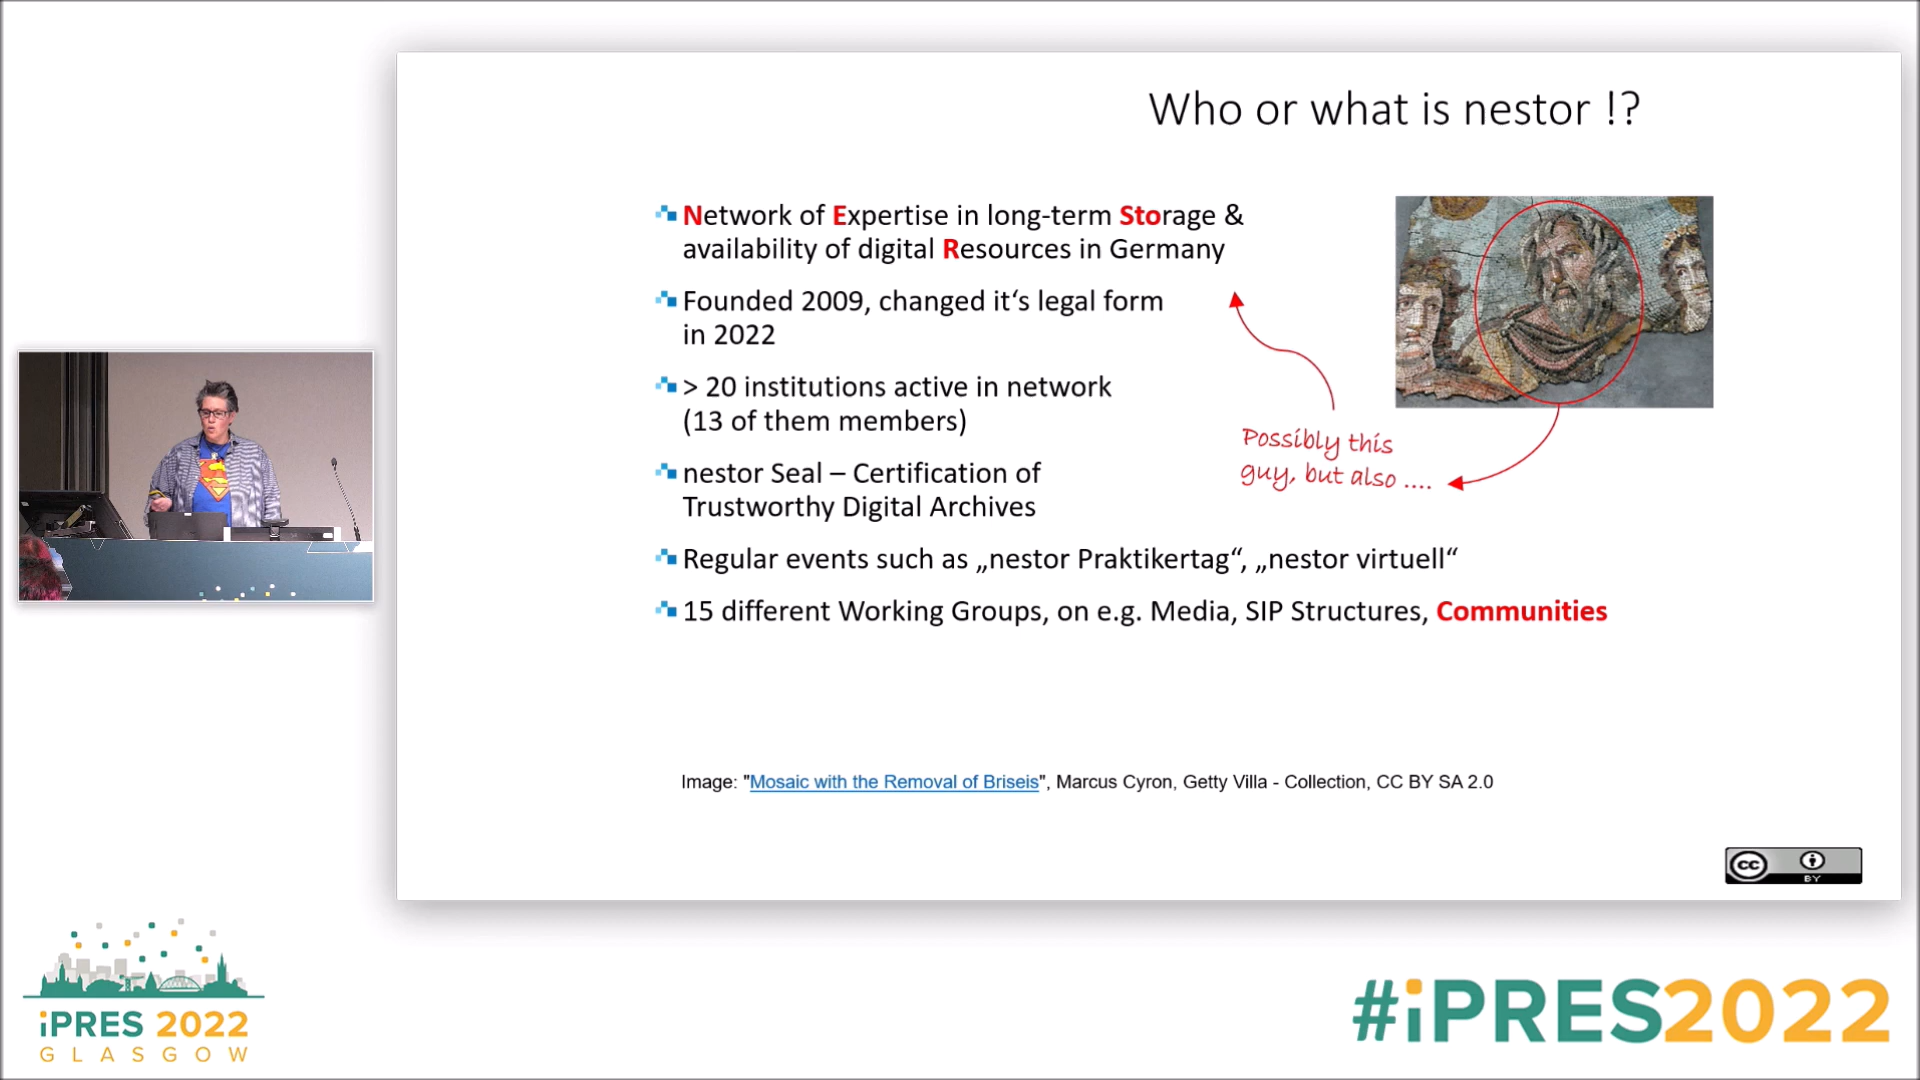 Who or what is nestor !?
Network of Expertise in long-term Storage &
availability of digital Resources in Germany
Founded 2009, changed it‘s legal form
in 2022
> 20 institutions active in network
(13 of them members)
nestor Seal – Certification of
Trustworthy Digital Archives
Regular events such as „nestor Praktikertag“, „nestor virtuell“
15 different Working Groups, on e.g. Media, SIP Structures, Communities
Possibly this
guy, but also ....
Image: "Mosaic with the Removal of Briseis", Marcus Cyron, Getty Villa - Collection, CC BY SA 2.0
cc
BY
iPRES 2022
GLASGOW
#iPRES2022